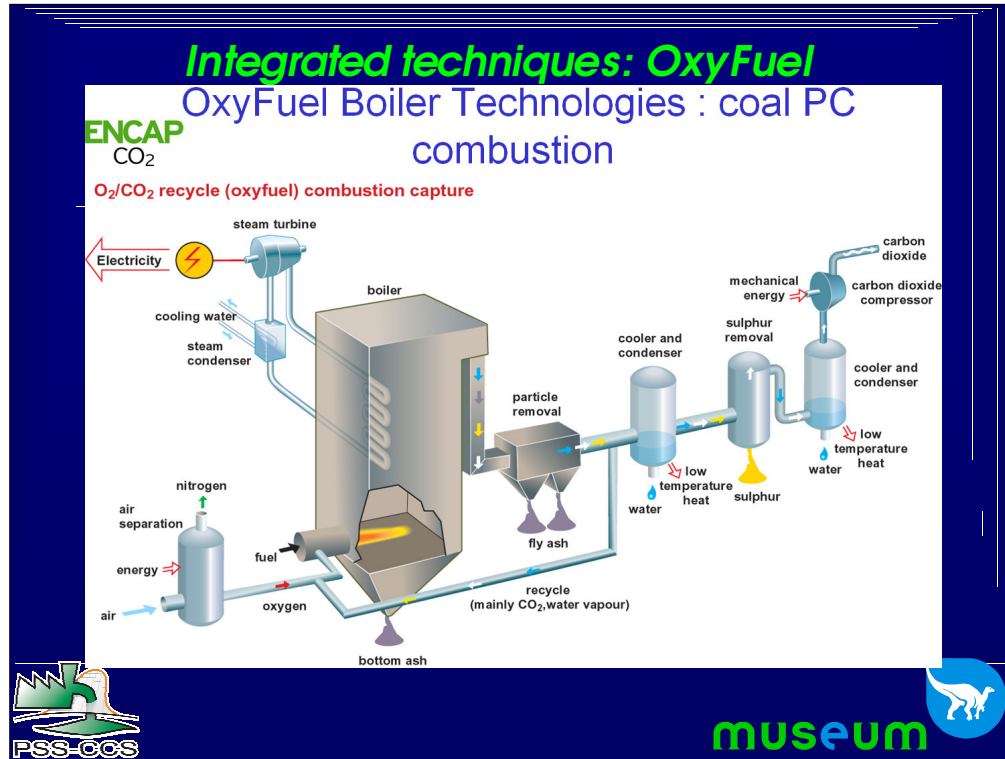 Integrated techniques: OxyFuel
OxyFuel Boiler Technologies : coal PC
combustion
ENCAP
CO₂
O₂/CO₂ recycle (oxyfuel) combustion capture
steam turbine
Electricity
cooling water
steam
condenser
boiler
nitrogen
air
separation
energy
air
oxygen
fuel
bottom ash
particle
removal
fly ash
recycle
(mainly CO₂,water vapour)
cooler and
condenser
water
low
temperature
heat
sulphur
removal
sulphur
mechanical
energy
carbon
dioxide
carbon dioxide
compressor
cooler and
condenser
low
temperature
heat
water
PSS-CCS
museum